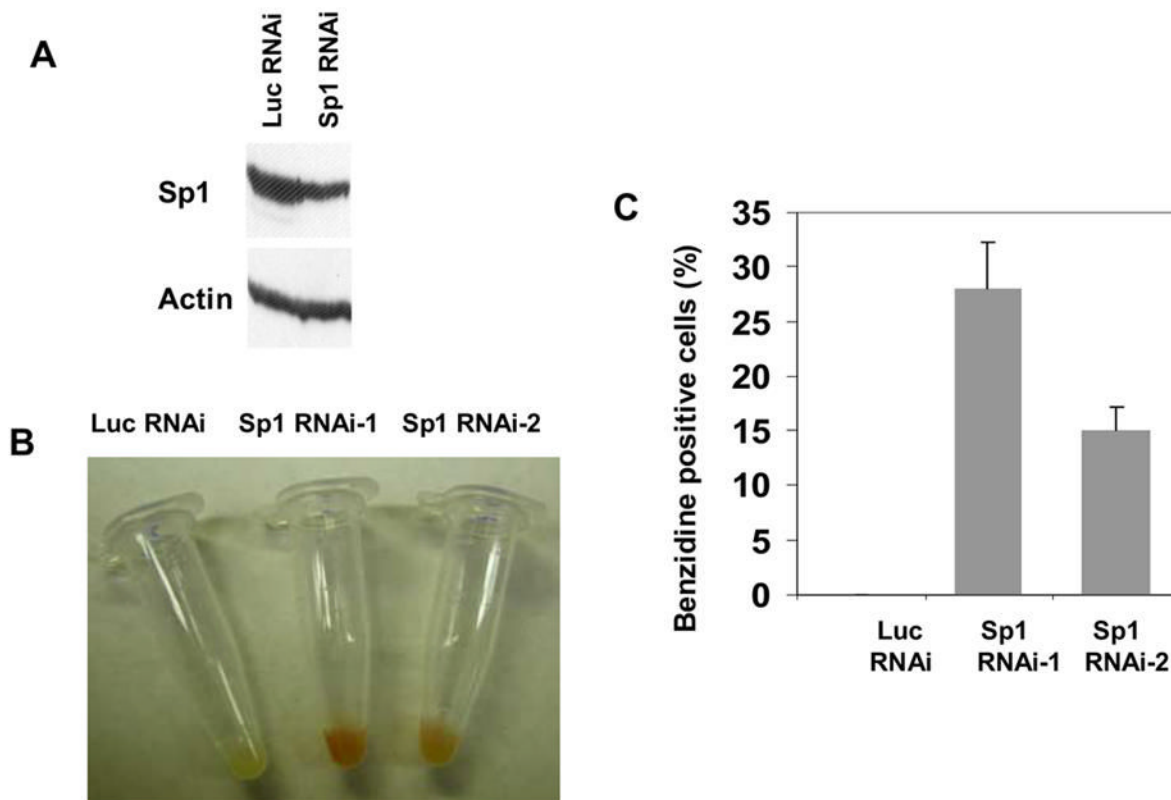 A
Luc RNAi
Sp1 RNAi
Sp1
Actin
B
Luc RNAi Sp1 RNAi-1 Sp1 RNAi-2
C
Benzidine positive cells (%)
35
30
25
20
15
10
5
0
Luc RNAi
Sp1 RNAi-1
Sp1 RNAi-2